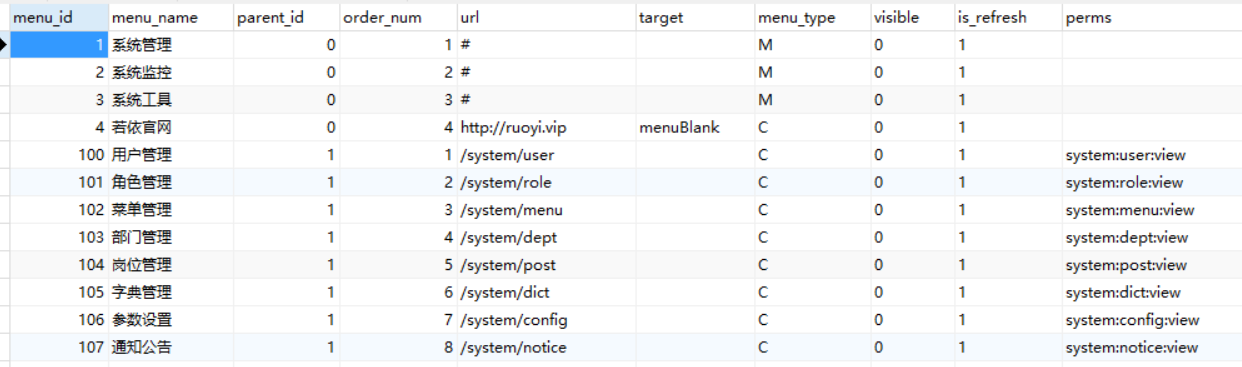 menu_id menu_name parent_id order_num url target menu_type visible is_refresh perms
1 系统管理 0 1 # M 0 1
2 系统监控 0 2 # M 0 1
3 系统工具 0 3 # M 0 1
4 若依官网 0 4 http://ruoyi.vip menuBlank C 0 1
100 用户管理 1 1 /system/user C 0 1 system:user:view
101 角色管理 1 2 /system/role C 0 1 system:role:view
102 菜单管理 1 3 /system/menu C 0 1 system:menu:view
103 部门管理 1 4 /system/dept C 0 1 system:dept:view
104 岗位管理 1 5 /system/post C 0 1 system:post:view
105 字典管理 1 6 /system/dict C 0 1 system:dict:view
106 参数设置 1 7 /system/config C 0 1 system:config:view
107 通知公告 1 8 /system/notice C 0 1 system:notice:view